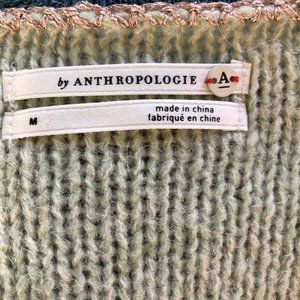 by ANTHROPOLOGIE A
M
made in china
fabriqué en chine